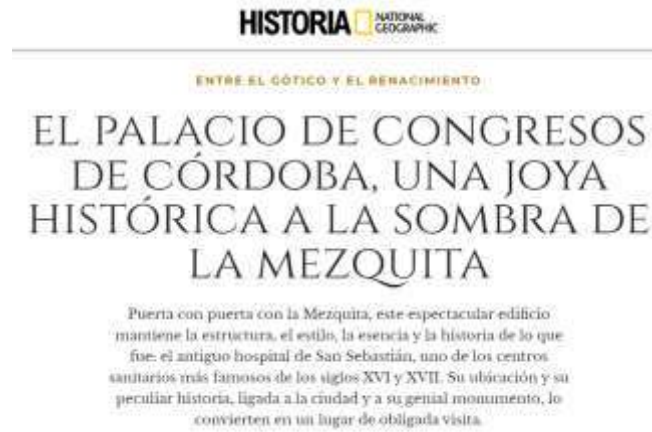 HISTORIA NATIONAL GEOGRAPHIC
ENTRE EL GÓTICO Y EL RENACIMIENTO
EL PALACIO DE CONGRESOS
DE CÓRDOBA, UNA JOYA
HISTÓRICA A LA SOMBRA DE
LA MEZQUITA
Puerta con puerta con la Mezquita, este espectacular edificio
mantiene la estructura, el estilo, la esencia y la historia de lo que
fue: el antiguo hospital de San Sebastián, uno de los centros
sanitarios más famosos de los siglos XVI y XVII. Su ubicación y su
peculiar historia, ligada a la ciudad y a su genial monumento, lo
convierten en un lugar de obligada visita.